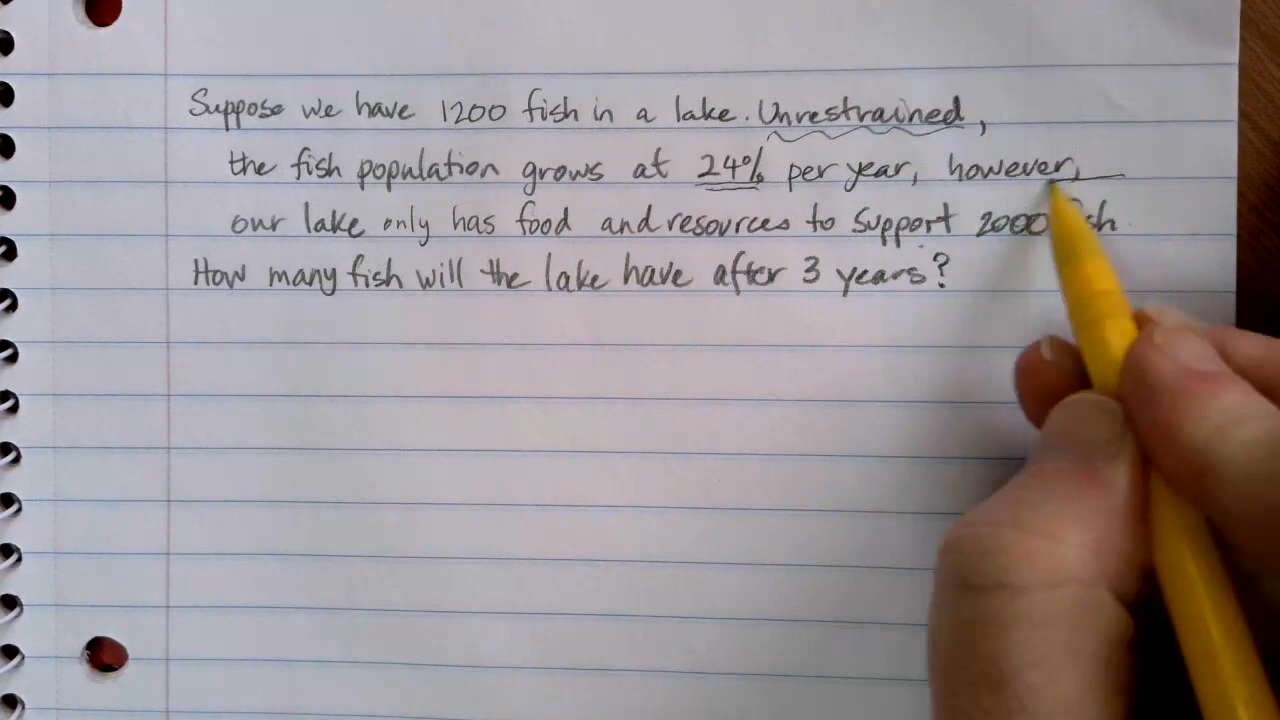 Suppose we have 1200 fish in a lake. Unrestrained,
the fish population grows at 24% per year, however,
our lake only has food and resources to support 2000 fish
How many fish will the lake have after 3 years?